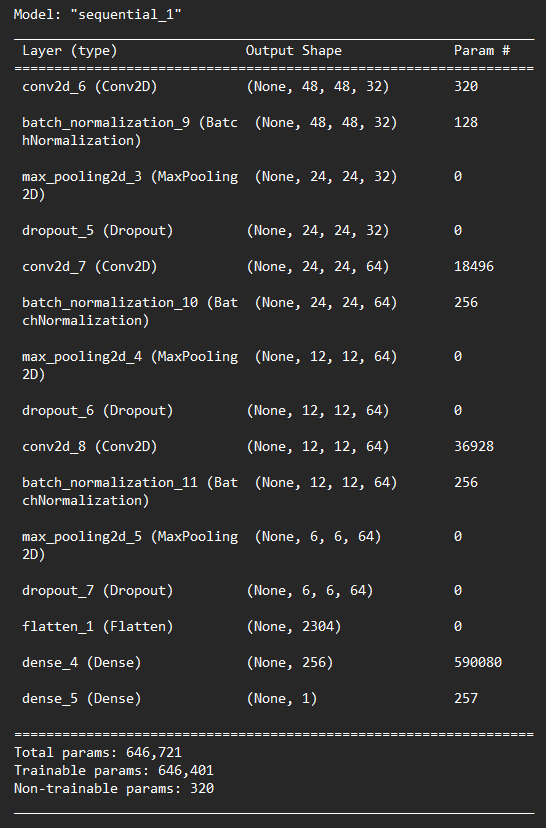 Model: "sequential_1"
Layer (type) Output Shape Param #
=================================================================
conv2d_6 (Conv2D) (None, 48, 48, 32) 320
batch_normalization_9 (Batc (None, 48, 48, 32) 128
hNormalization)
max_pooling2d_3 (MaxPooling (None, 24, 24, 32) 0
2D)
dropout_5 (Dropout) (None, 24, 24, 32) 0
conv2d_7 (Conv2D) (None, 24, 24, 64) 18496
batch_normalization_10 (Bat (None, 24, 24, 64) 256
chNormalization)
max_pooling2d_4 (MaxPooling (None, 12, 12, 64) 0
2D)
dropout_6 (Dropout) (None, 12, 12, 64) 0
conv2d_8 (Conv2D) (None, 12, 12, 64) 36928
batch_normalization_11 (Bat (None, 12, 12, 64) 256
chNormalization)
max_pooling2d_5 (MaxPooling (None, 6, 6, 64) 0
2D)
dropout_7 (Dropout) (None, 6, 6, 64) 0
flatten_1 (Flatten) (None, 2304) 0
dense_4 (Dense) (None, 256) 590080
dense_5 (Dense) (None, 1) 257
=================================================================
Total params: 646,721
Trainable params: 646,401
Non-trainable params: 320